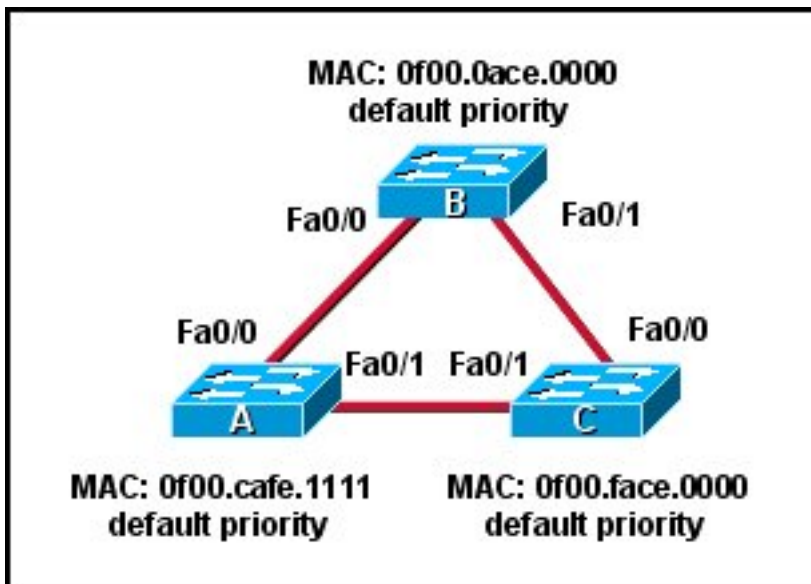 MAC: 0f00.0ace.0000
default priority
B
Fa0/0
Fa0/1
Fa0/0
Fa0/0
Fa0/1
Fa0/1
A
C
MAC: 0f00.cafe.1111
default priority
MAC: 0f00.face.0000
default priority